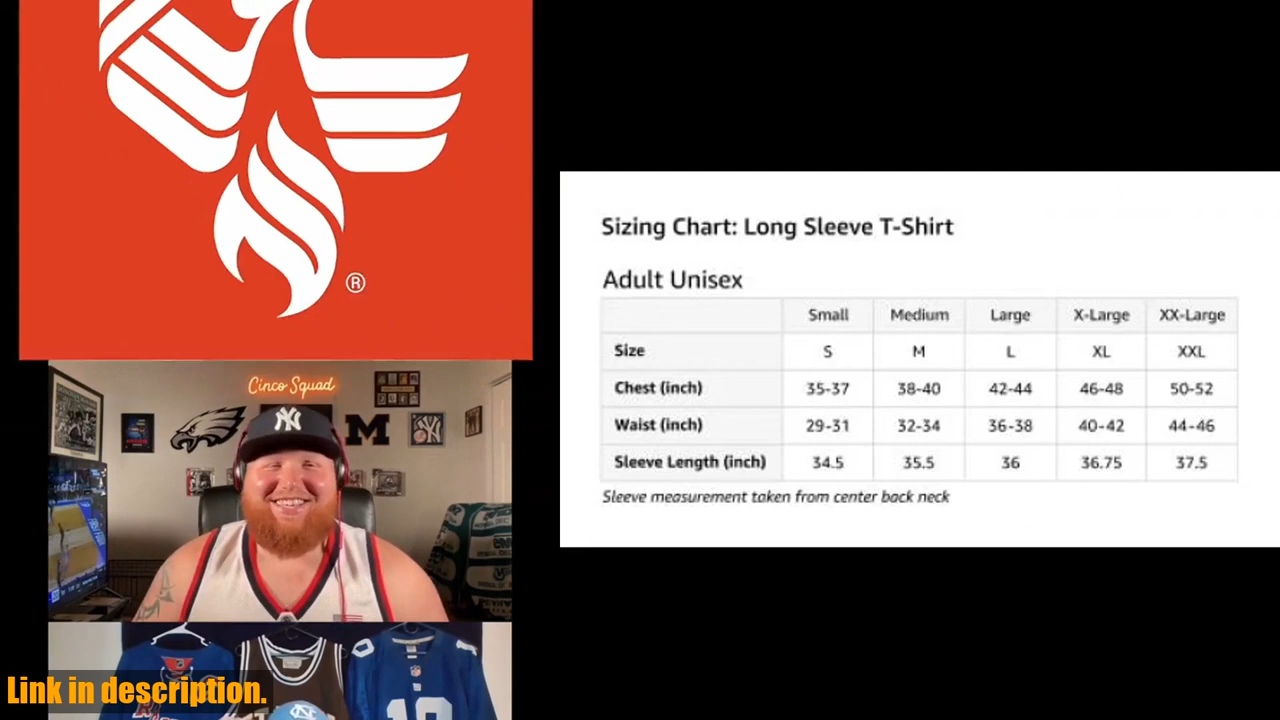 ®
Cinco Squad
NY
M
Sizing Chart: Long Sleeve T-Shirt
Adult Unisex
Small Medium Large X-Large XX-Large
Size S M L XL XXL
Chest (inch) 35-37 38-40 42-44 46-48 50-52
Waist (inch) 29-31 32-34 36-38 40-42 44-46
Sleeve Length (inch) 34.5 35.5 36 36.75 37.5
Sleeve measurement taken from center back neck
Link in description.